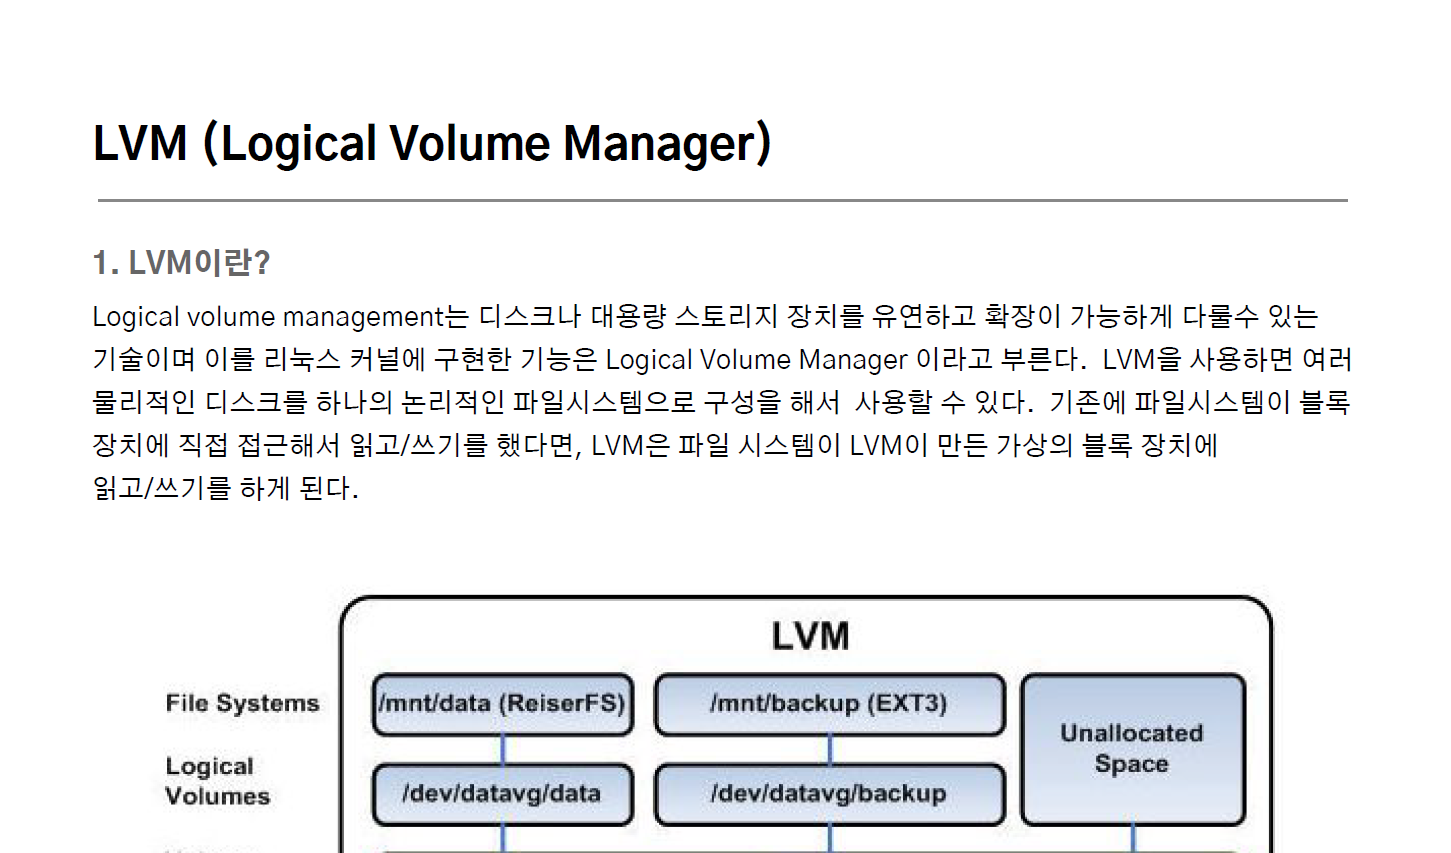 LVM (Logical Volume Manager)
1. LVM이란?
Logical volume management는 디스크나 대용량 스토리지 장치를 유연하고 확장이 가능하게 다룰수 있는
기술이며 이를 리눅스 커널에 구현한 기능은 Logical Volume Manager 이라고 부른다.  LVM을 사용하면 여러
물리적인 디스크를 하나의 논리적인 파일시스템으로 구성을 해서  사용할 수 있다.  기존에 파일시스템이 블록
장치에 직접 접근해서 읽고/쓰기를 했다면, LVM은 파일 시스템이 LVM이 만든 가상의 블록 장치에
읽고/쓰기를 하게 된다.
LVM
File Systems
/mnt/data (ReiserFS)
/mnt/backup (EXT3)
Unallocated
Space
Logical
Volumes
/dev/datavg/data
/dev/datavg/backup